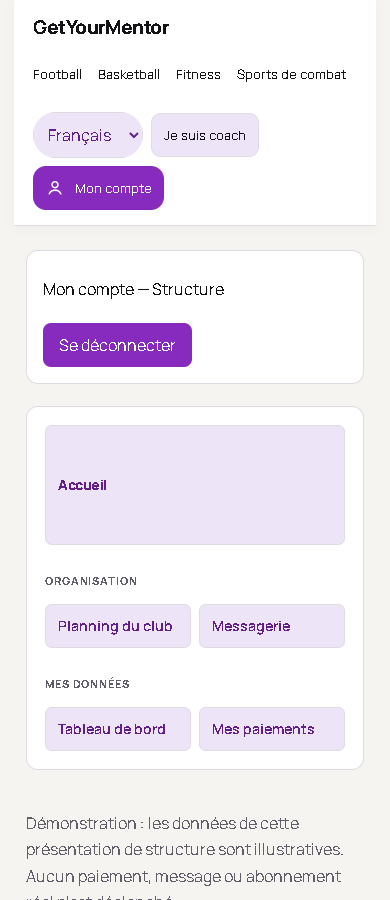 GetYourMentor
Football Basketball Fitness Sports de combat
Français Je suis coach
Mon compte
Mon compte — Structure
Se déconnecter
Accueil
ORGANISATION
Planning du club Messagerie
MES DONNÉES
Tableau de bord Mes paiements
Démonstration : les données de cette
présentation de structure sont illustratives.
Aucun paiement, message ou abonnement